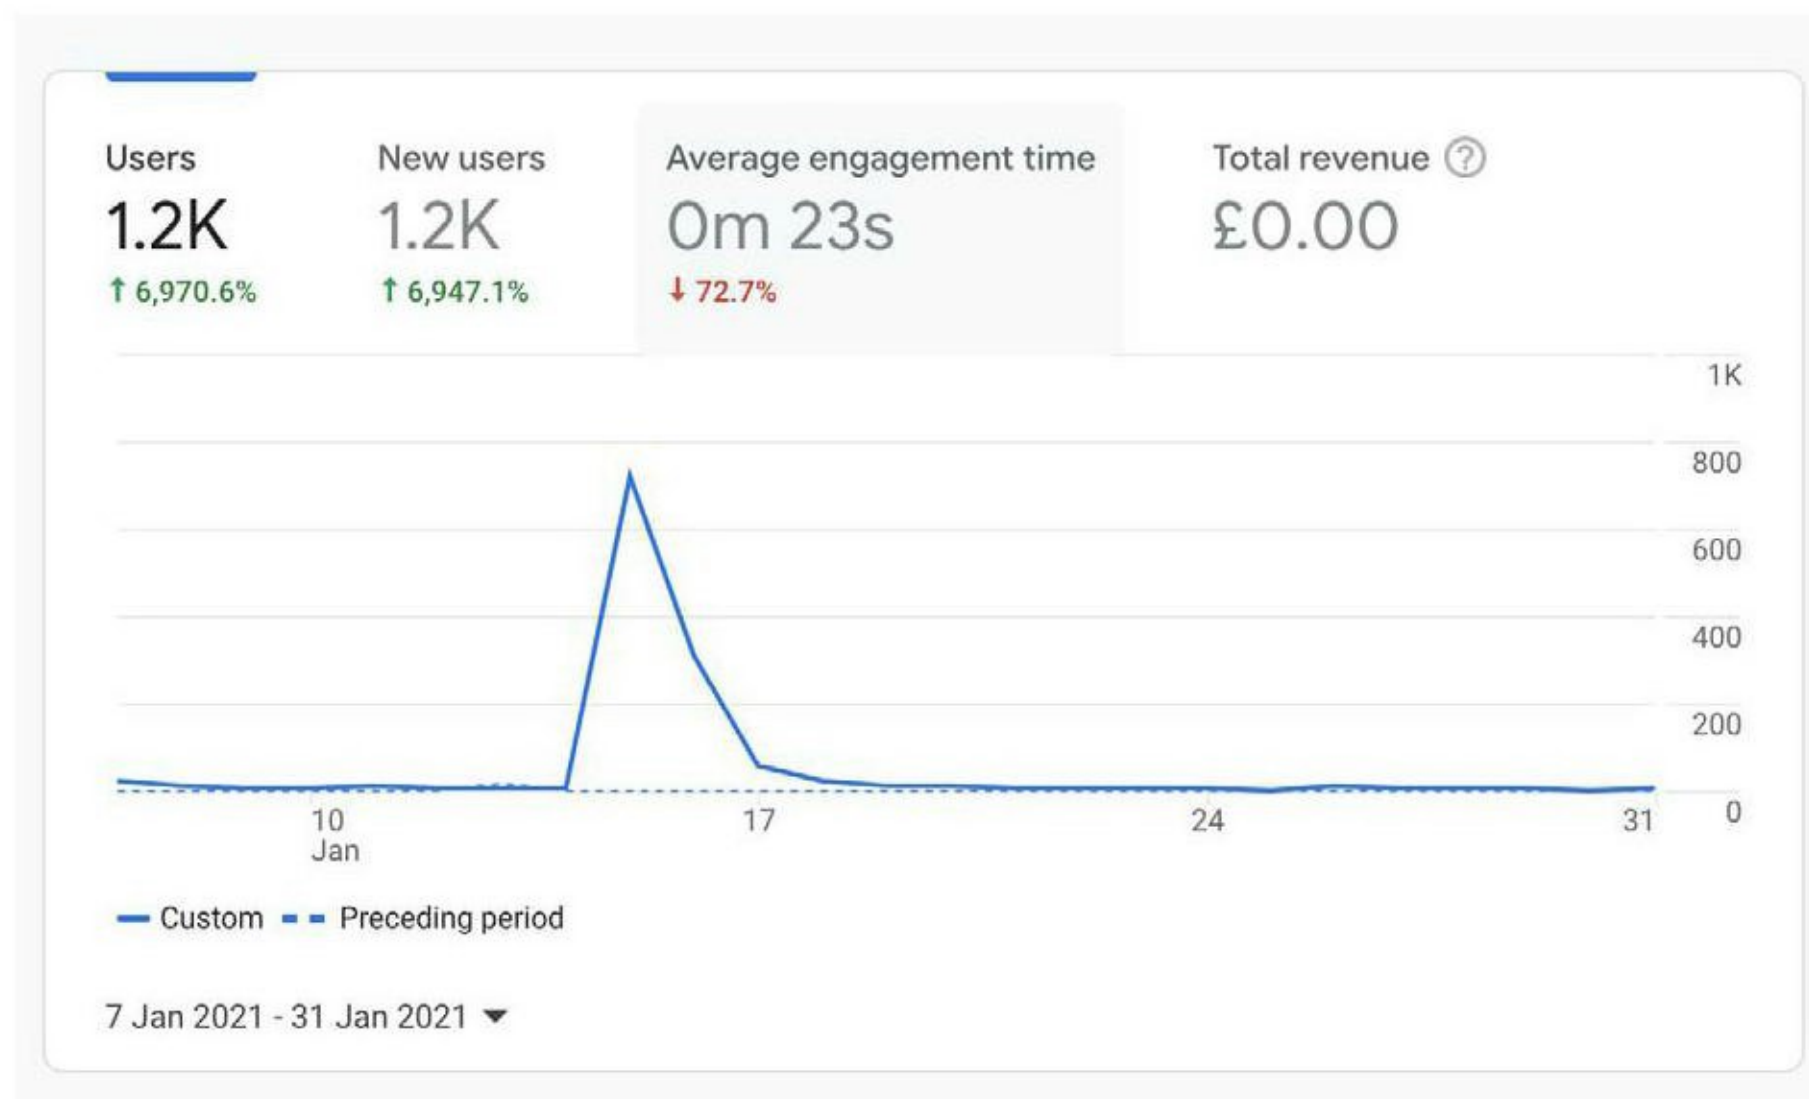 Users
1.2K
↑ 6,970.6%
New users
1.2K
↑ 6,947.1%
Average engagement time
0m 23s
↓ 72.7%
Total revenue ?
£0.00
1K
800
600
400
200
0
10
Jan
17
24
31
Custom
Preceding period
7 Jan 2021 - 31 Jan 2021